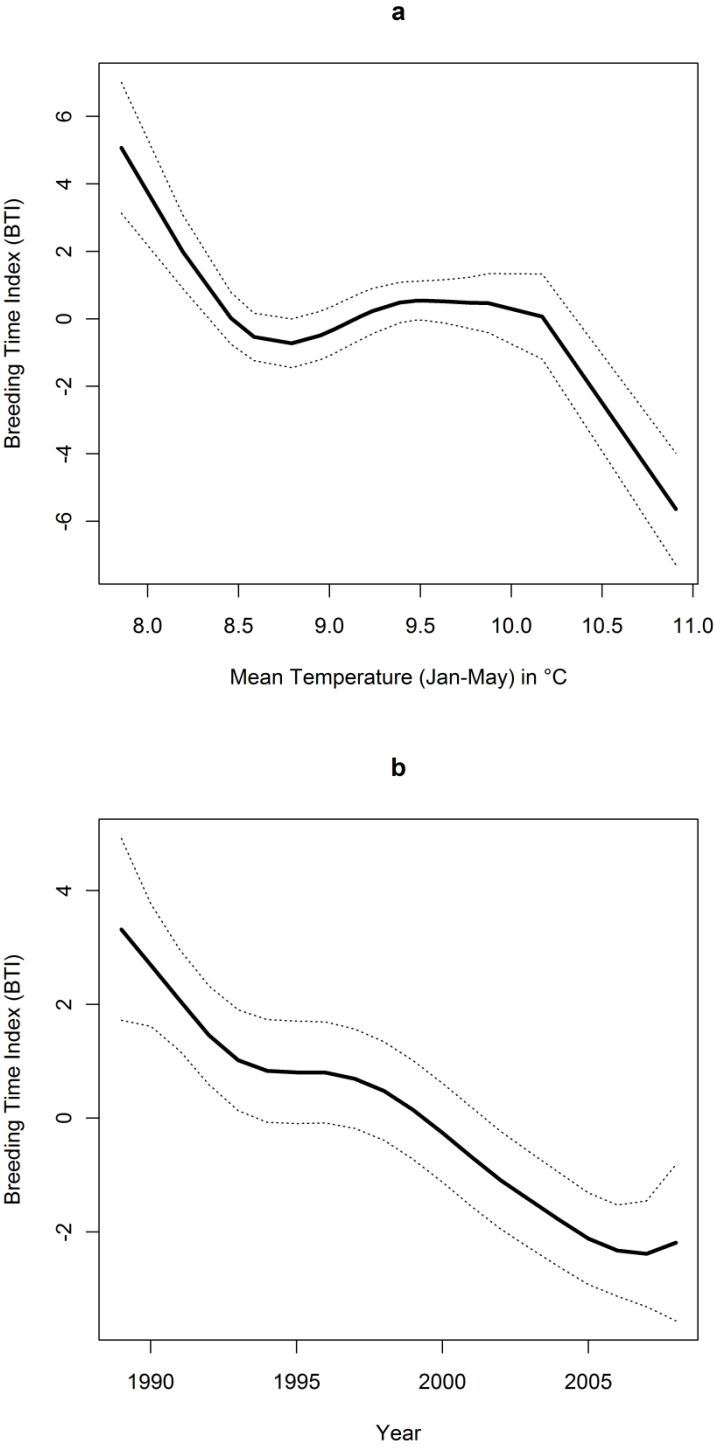 a
Breeding Time Index (BTI)
6
4
2
0
-2
-4
-6
8.0 8.5 9.0 9.5 10.0 10.5 11.0
Mean Temperature (Jan-May) in °C
b
Breeding Time Index (BTI)
4
2
0
-2
1990 1995 2000 2005
Year